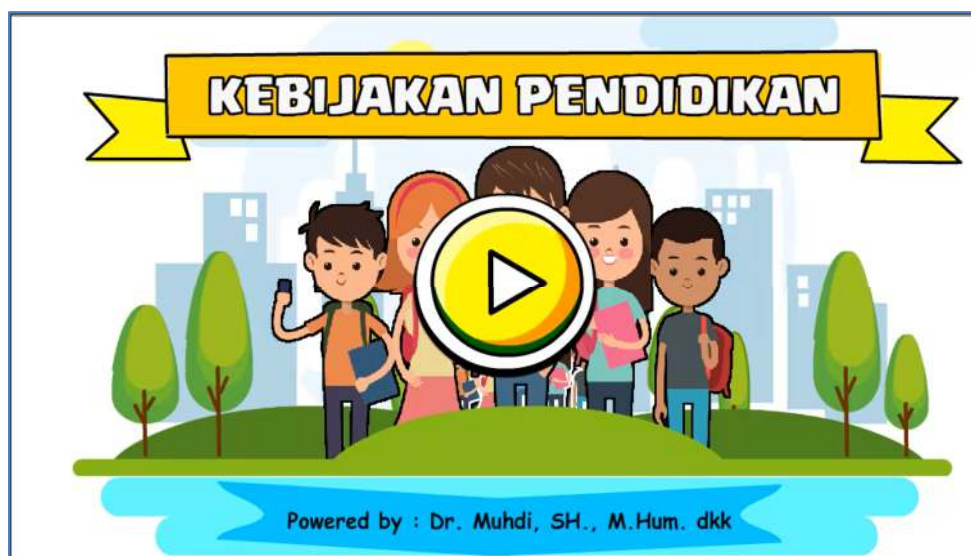 KEBIJAKAN PENDIDIKAN
Powered by : Dr. Muhdi, SH., M.Hum. dkk